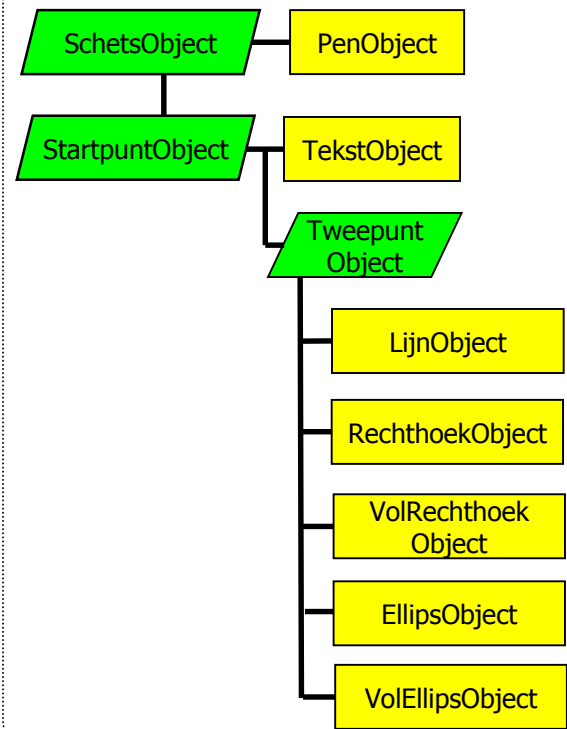 SchetsObject
PenObject
StartpuntObject
TekstObject
Tweepunt
Object
LijnObject
RechthoekObject
VolRechthoek
Object
EllipsObject
VolEllipsObject